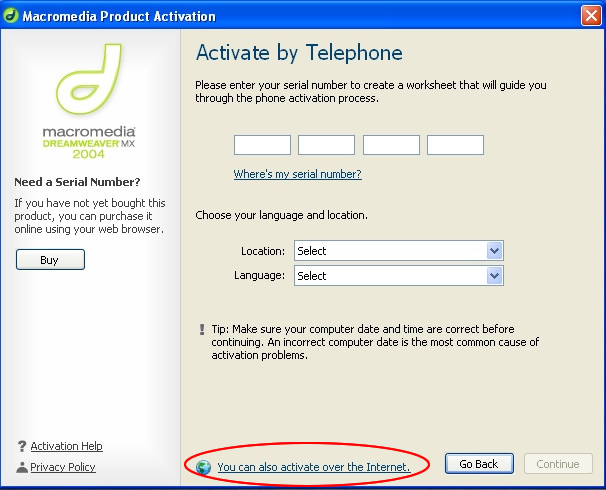 Macromedia Product Activation
macromedia®
DREAMWEAVER® MX
2004
Need a Serial Number?
If you have not yet bought this
product, you can purchase it
online using your web browser.
Buy
? Activation Help
Privacy Policy
Activate by Telephone
Please enter your serial number to create a worksheet that will guide you
through the phone activation process.
Where's my serial number?
Choose your language and location.
Location: Select
Language: Select
! Tip: Make sure your computer date and time are correct before
continuing. An incorrect computer date is the most common cause of
activation problems.
You can also activate over the Internet. Go Back Continue